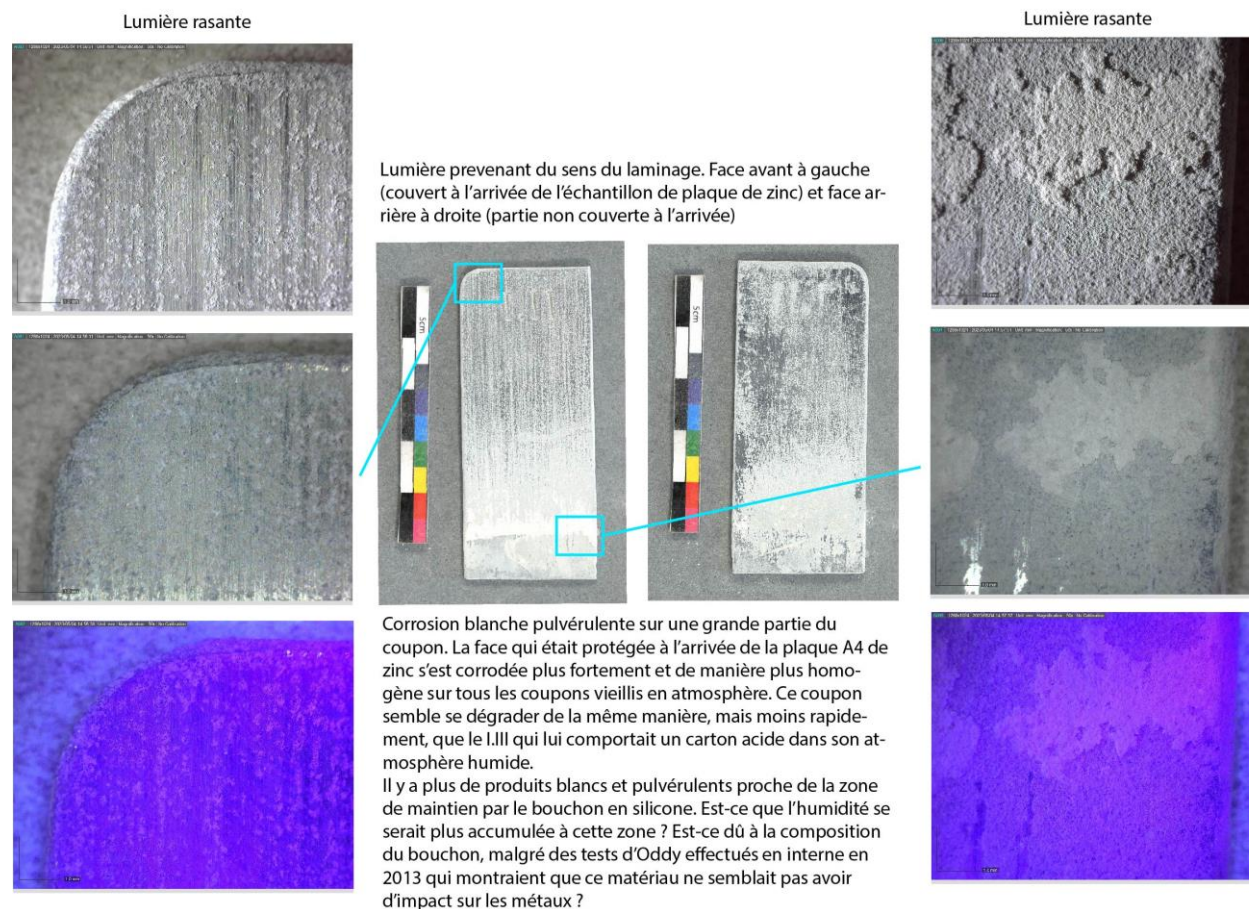 Lumière rasante
Lumière rasante
Lumière prevenant du sens du laminage. Face avant à gauche
(couvert à l'arrivée de l'échantillon de plaque de zinc) et face ar-
rière à droite (partie non couverte à l'arrivée)
5cm
5cm
Corrosion blanche pulvérulente sur une grande partie du
coupon. La face qui était protégée à l'arrivée de la plaque A4 de
zinc s'est corrodée plus fortement et de manière plus homo-
gène sur tous les coupons vieillis en atmosphère. Ce coupon
semble se dégrader de la même manière, mais moins rapide-
ment, que le I.III qui lui comportait un carton acide dans son at-
mosphère humide.
Il y a plus de produits blancs et pulvérulents proche de la zone
de maintien par le bouchon en silicone. Est-ce que l'humidité se
serait plus accumulée à cette zone ? Est-ce dû à la composition
du bouchon, malgré des tests d'Oddy effectués en interne en
2013 qui montraient que ce matériau ne semblait pas avoir
d'impact sur les métaux ?